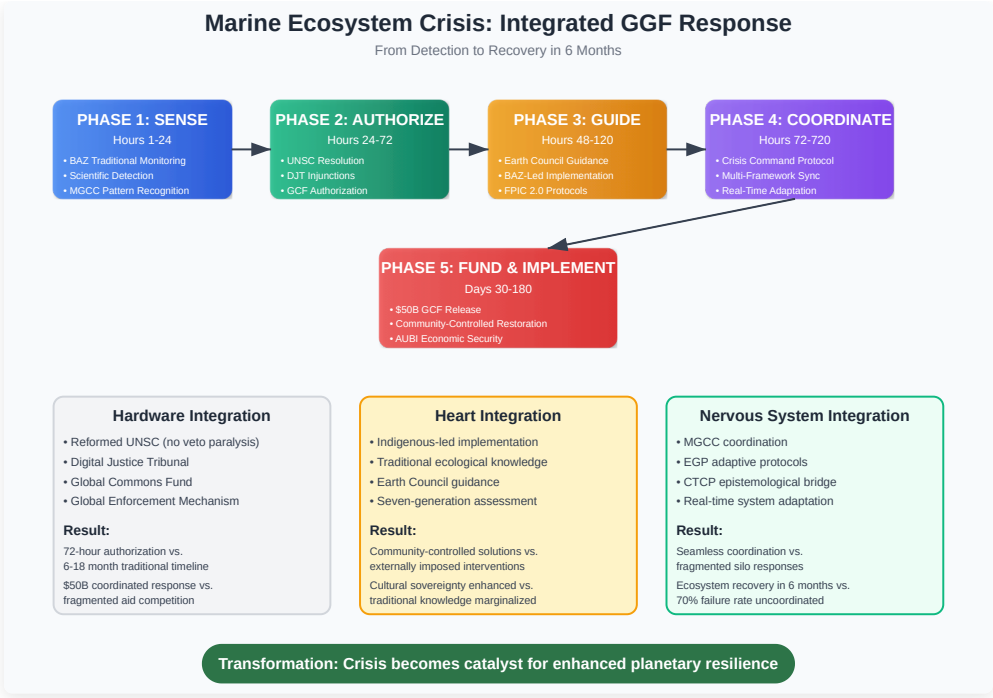 Marine Ecosystem Crisis: Integrated GGF Response
From Detection to Recovery in 6 Months
PHASE 1: SENSE
Hours 1-24
• BAZ Traditional Monitoring
• Scientific Detection
• MGCC Pattern Recognition
PHASE 2: AUTHORIZE
Hours 24-72
• UNSC Resolution
• DJT Injunctions
• GCF Authorization
PHASE 3: GUIDE
Hours 48-120
• Earth Council Guidance
• BAZ-Led Implementation
• FPIC 2.0 Protocols
PHASE 4: COORDINATE
Hours 72-720
• Crisis Command Protocol
• Multi-Framework Sync
• Real-Time Adaptation
PHASE 5: FUND & IMPLEMENT
Days 30-180
• $50B GCF Release
• Community-Controlled Restoration
• AUBI Economic Security
Hardware Integration
• Reformed UNSC (no veto paralysis)
• Digital Justice Tribunal
• Global Commons Fund
• Global Enforcement Mechanism
Result:
72-hour authorization vs.
6-18 month traditional timeline
$50B coordinated response vs.
fragmented aid competition
Heart Integration
• Indigenous-led implementation
• Traditional ecological knowledge
• Earth Council guidance
• Seven-generation assessment
Result:
Community-controlled solutions vs.
externally imposed interventions
Cultural sovereignty enhanced vs.
traditional knowledge marginalized
Nervous System Integration
• MGCC coordination
• EGP adaptive protocols
• CTCP epistemological bridge
• Real-time system adaptation
Result:
Seamless coordination vs.
fragmented silo responses
Ecosystem recovery in 6 months vs.
70% failure rate uncoordinated
Transformation: Crisis becomes catalyst for enhanced planetary resilience